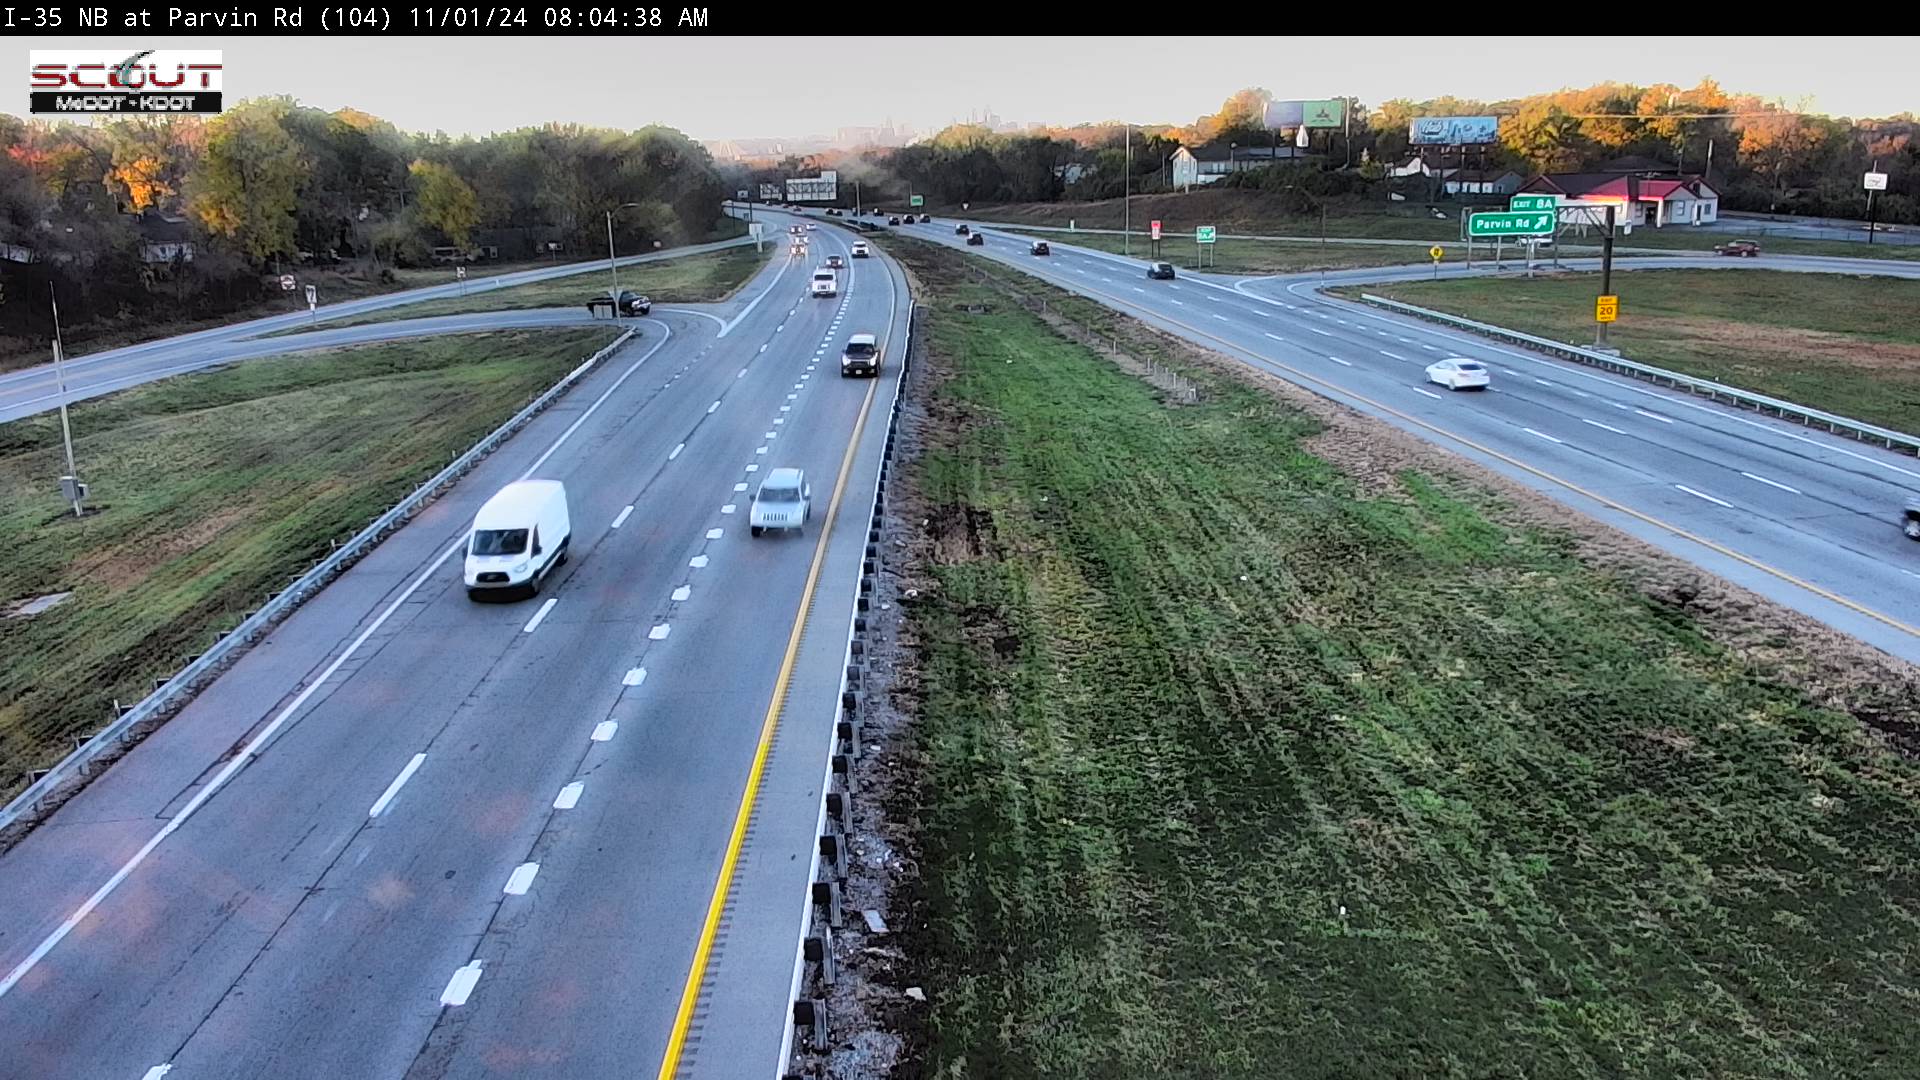 I-35 NB at Parvin Rd (104) 11/01/24 08:04:38 AM
SCOUT
MoDOT - KDOT
EXIT 8A
Parvin Rd
EXIT
20